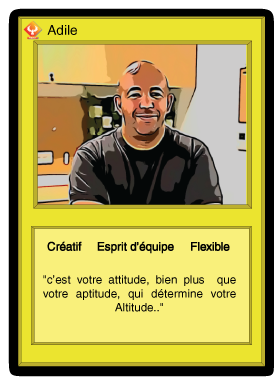 Adile
Créatif Esprit d'équipe Flexible
"c'est votre attitude, bien plus que
votre aptitude, qui détermine votre
Altitude.."